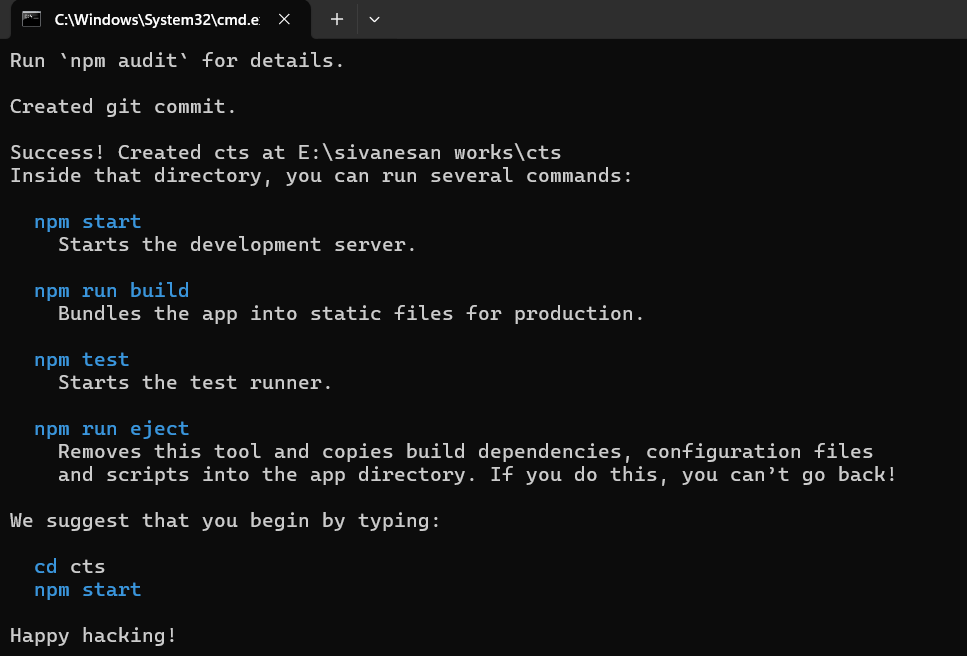 C:\Windows\System32\cmd.e
Run `npm audit` for details.
Created git commit.
Success! Created cts at E:\sivanesan works\cts
Inside that directory, you can run several commands:
npm start
Starts the development server.
npm run build
Bundles the app into static files for production.
npm test
Starts the test runner.
npm run eject
Removes this tool and copies build dependencies, configuration files
and scripts into the app directory. If you do this, you can’t go back!
We suggest that you begin by typing:
cd cts
npm start
Happy hacking!